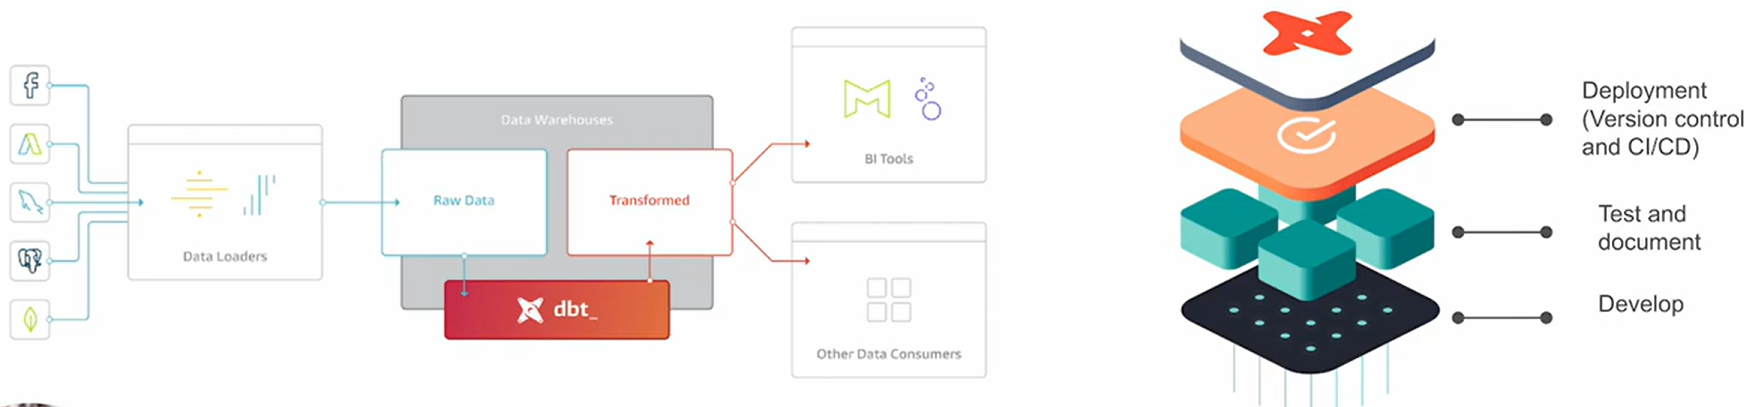 Data Loaders
Data Warehouses
Raw Data
Transformed
dbt_
BI Tools
Other Data Consumers
Deployment
(Version control
and CI/CD)
Test and
document
Develop